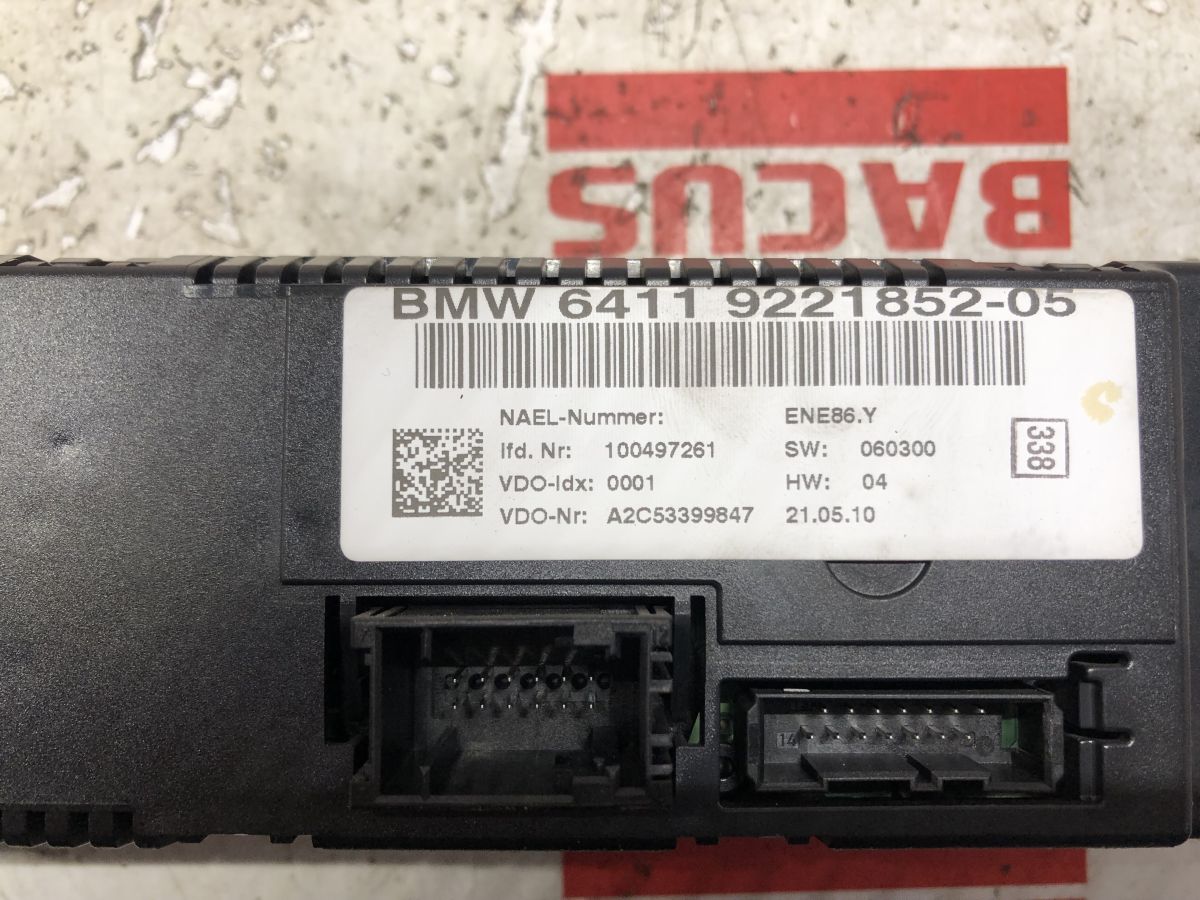 BACUS
BMW 6411 9221852-05
NAEL-Nummer: ENE86.Y
lfd. Nr: 100497261 SW: 060300
VDO-Idx: 0001 HW: 04
VDO-Nr: A2C53399847 21.05.10
338
14